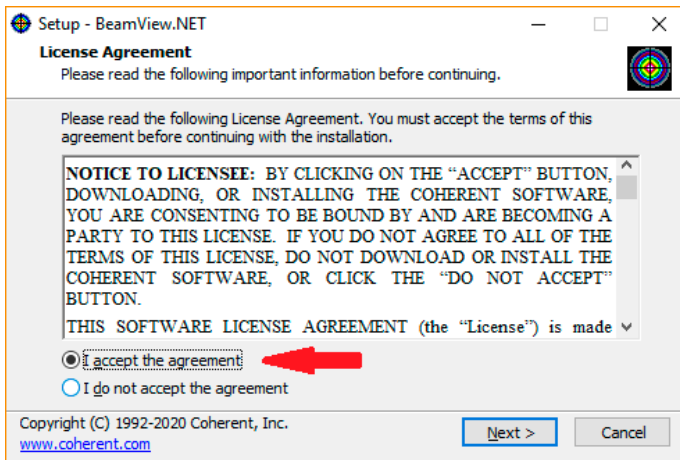 Setup - BeamView.NET
License Agreement
Please read the following important information before continuing.
Please read the following License Agreement. You must accept the terms of this
agreement before continuing with the installation.
NOTICE TO LICENSEE: BY CLICKING ON THE “ACCEPT” BUTTON,
DOWNLOADING, OR INSTALLING THE COHERENT SOFTWARE,
YOU ARE CONSENTING TO BE BOUND BY AND ARE BECOMING A
PARTY TO THIS LICENSE. IF YOU DO NOT AGREE TO ALL OF THE
TERMS OF THIS LICENSE, DO NOT DOWNLOAD OR INSTALL THE
COHERENT SOFTWARE, OR CLICK THE “DO NOT ACCEPT”
BUTTON.
THIS SOFTWARE LICENSE AGREEMENT (the “License”) is made
I accept the agreement
I do not accept the agreement
Copyright (C) 1992-2020 Coherent, Inc.
www.coherent.com
Next >
Cancel